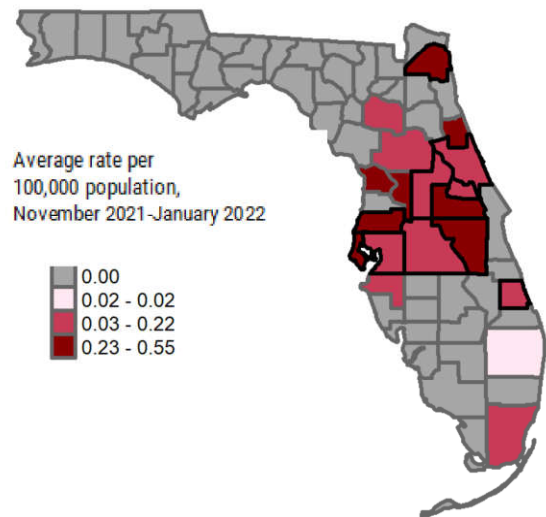 Average rate per
100,000 population,
November 2021-January 2022
0.00
0.02 - 0.02
0.03 - 0.22
0.23 - 0.55